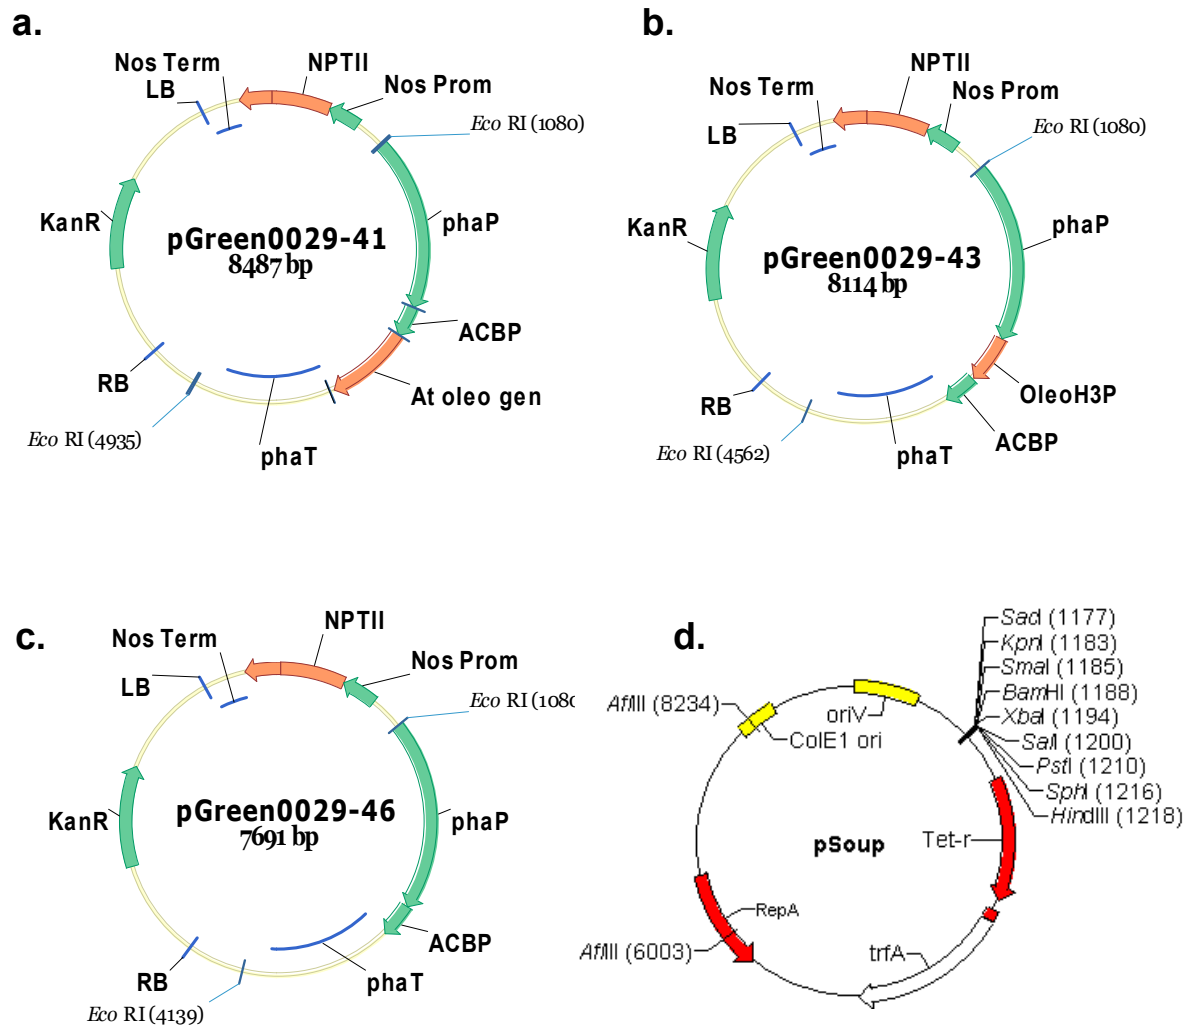 a.
Nos Term
LB
NPTII
Nos Prom
Eco RI (1080)
KanR
pGreen0029-41
8487 bp
phaP
ACBP
RB
At oleo gen
Eco RI (4935)
phaT
b.
Nos Term
LB
NPTII
Nos Prom
Eco RI (1080)
KanR
pGreen0029-43
8114 bp
phaP
OleoH3P
RB
ACBP
Eco RI (4562)
phaT
c.
Nos Term
LB
NPTII
Nos Prom
Eco RI (1080
KanR
pGreen0029-46
7691 bp
phaP
ACBP
RB
phaT
Eco RI (4139)
d.
SacI (1177)
KpnI (1183)
SmaI (1185)
BamHI (1188)
XbaI (1194)
SalI (1200)
PstI (1210)
SphI (1216)
HindIII (1218)
AflIII (8234)
oriV
ColE1 ori
pSoup
Tet-r
RepA
AflIII (6003)
trfA